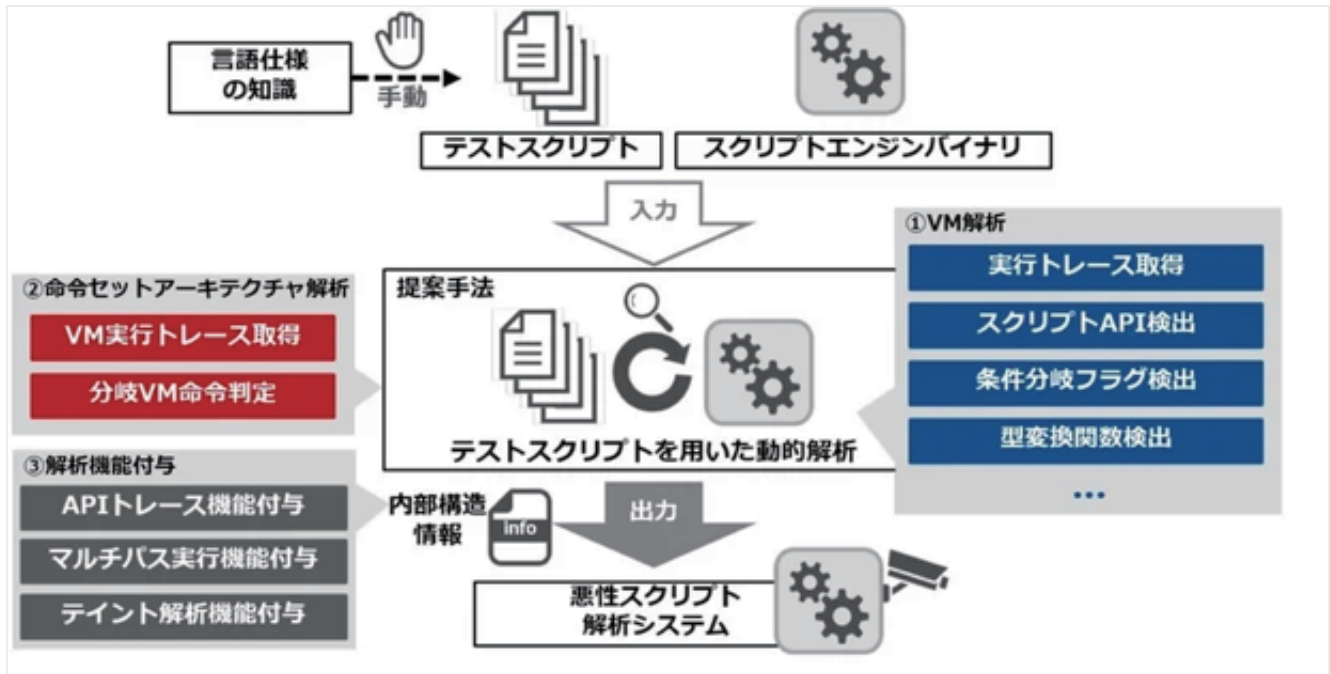 言語仕様
の知識
手動
テストスクリプト
スクリプトエンジンバイナリ
入力
①VM解析
実行トレース取得
スクリプトAPI検出
条件分岐フラグ検出
型変換関数検出
…
②命令セットアーキテクチャ解析
VM実行トレース取得
分岐VM命令判定
提案手法
テストスクリプトを用いた動的解析
③解析機能付与
APIトレース機能付与
マルチパス実行機能付与
テイント解析機能付与
内部構造
情報
info
出力
悪性スクリプト
解析システム